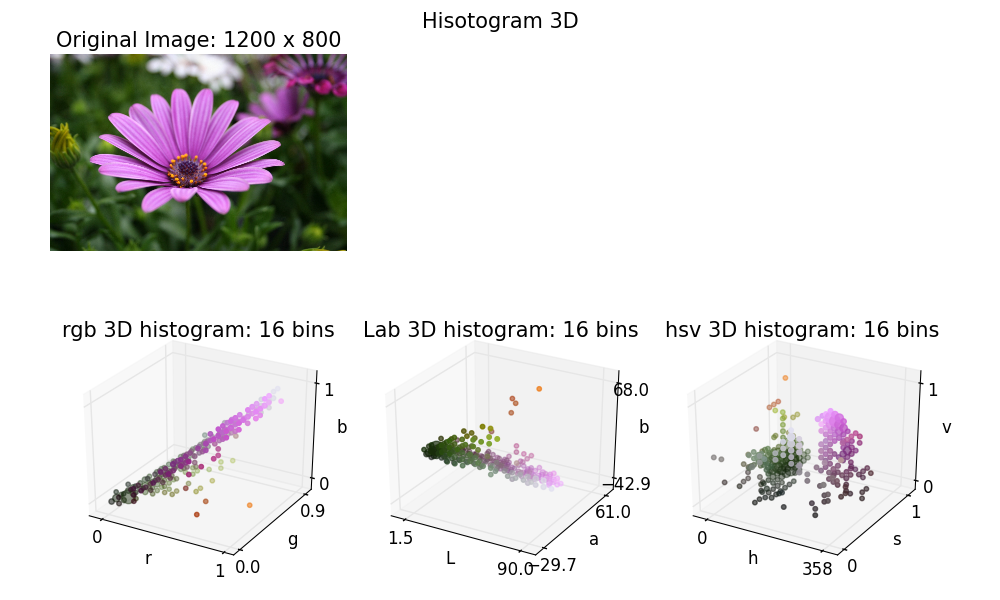 Hisotogram 3D
Original Image: 1200 x 800
rgb 3D histogram: 16 bins
1
b
0
0.9
g
0.0
0
r
1
Lab 3D histogram: 16 bins
68.0
b
−42.9
61.0
a
−29.7
1.5
L
90.0
hsv 3D histogram: 16 bins
1
v
0
1
s
0
0
h
358